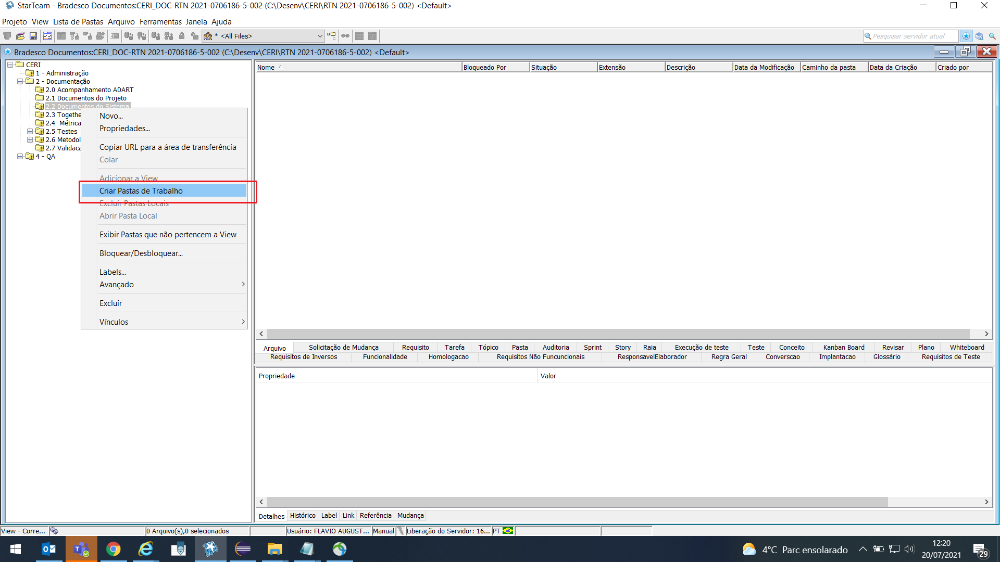 StarTeam - Bradesco Documentos:CERI_DOC-RTN 2021-0706186-5-002 (C:\Desenv\CERI\RTN 2021-0706186-5-002) <Default>
Projeto View Lista de Pastas Arquivo Ferramentas Janela Ajuda
* <All Files>
Pesquisar servidor atual
Bradesco Documentos:CERI_DOC-RTN 2021-0706186-5-002 (C:\Desenv\CERI\RTN 2021-0706186-5-002) <Default>
CERI
1 - Administração
2 - Documentação
2.0 Acompanhamento ADART
2.1 Documentos do Projeto
2.2 Documentos do Sistema
2.3 Togethe
2.4 Métrica
2.5 Testes
2.6 Metodol
2.7 Validaca
4 - QA
Novo...
Propriedades...
Copiar URL para a área de transferência
Colar
Adicionar a View
Criar Pastas de Trabalho
Excluir Pastas Locais
Abrir Pasta Local
Exibir Pastas que não pertencem a View
Bloquear/Desbloquear...
Labels...
Avançado
Excluir
Vínculos
Nome Bloqueado Por Situação Extensão Descrição Data da Modificação Caminho da pasta Data da Criação Criado por
Arquivo Solicitação de Mudança Requisito Tarefa Tópico Pasta Auditoria Sprint Story Raia Execução de teste Teste Conceito Kanban Board Revisar Plano Whiteboard
Requisitos de Inversos Funcionalidade Homologacao Requisitos Não Funcuncionais ResponsavelElaborador Regra Geral Conversao Implantacao Glossário Requisitos de Teste
Propriedade Valor
Detalhes Histórico Label Link Referência Mudança
View - Corre... 0 Arquivo(s),0 selecionados Usuário: FLAVIO AUGUST... Manual Liberação do Servidor: 16... PT
4°C Parc ensolarado
12:20
20/07/2021
29